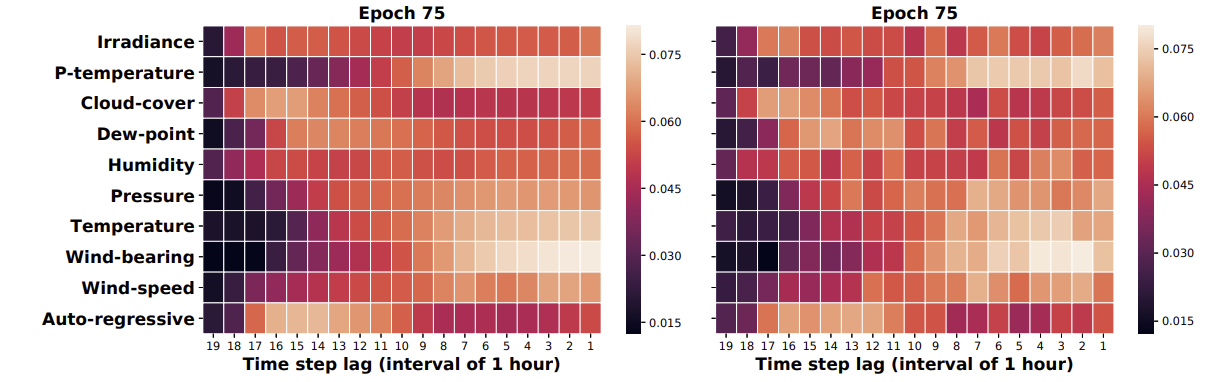 Epoch 75 Epoch 75
Irradiance
P-temperature
Cloud-cover
Dew-point
Humidity
Pressure
Temperature
Wind-bearing
Wind-speed
Auto-regressive
0.075
0.060
0.045
0.030
0.015
0.075
0.060
0.045
0.030
0.015
19 18 17 16 15 14 13 12 11 10 9 8 7 6 5 4 3 2 1
19 18 17 16 15 14 13 12 11 10 9 8 7 6 5 4 3 2 1
Time step lag (interval of 1 hour) Time step lag (interval of 1 hour)